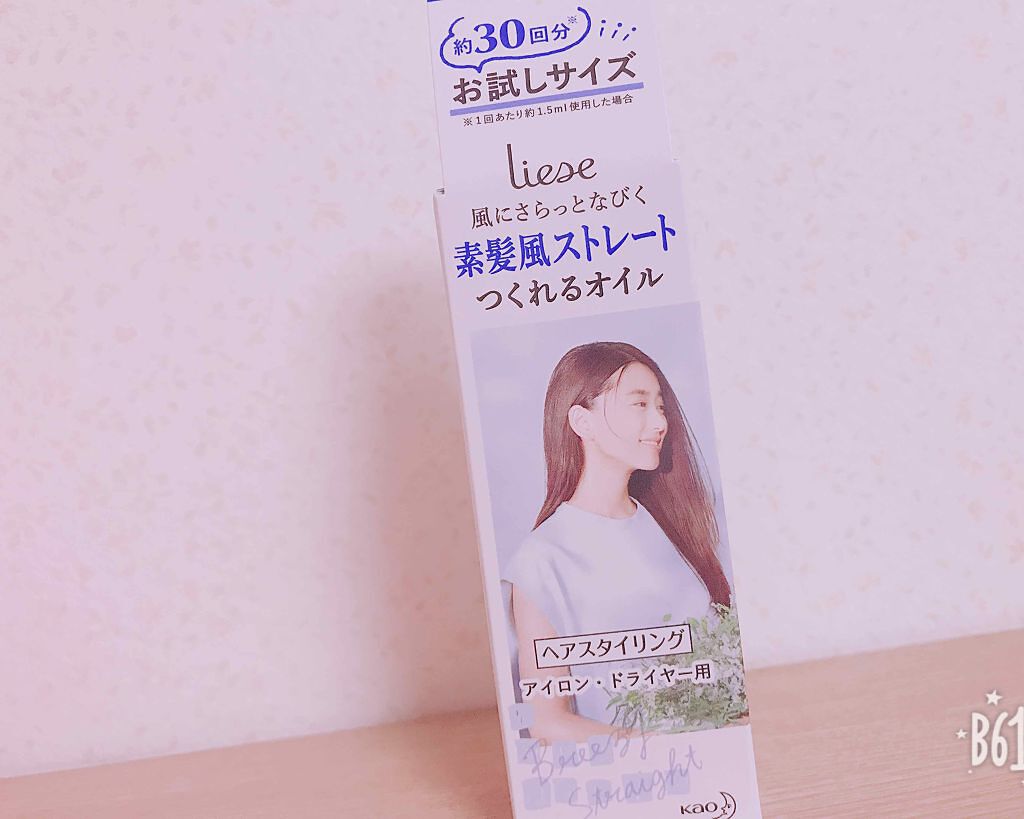 約30回分※
お試しサイズ
※1回あたり約1.5ml使用した場合
liese
風にさらっとなびく
素髪風ストレート
つくれるオイル
ヘアスタイリング
アイロン・ドライヤー用
Breezy
Straight
Kao
B61